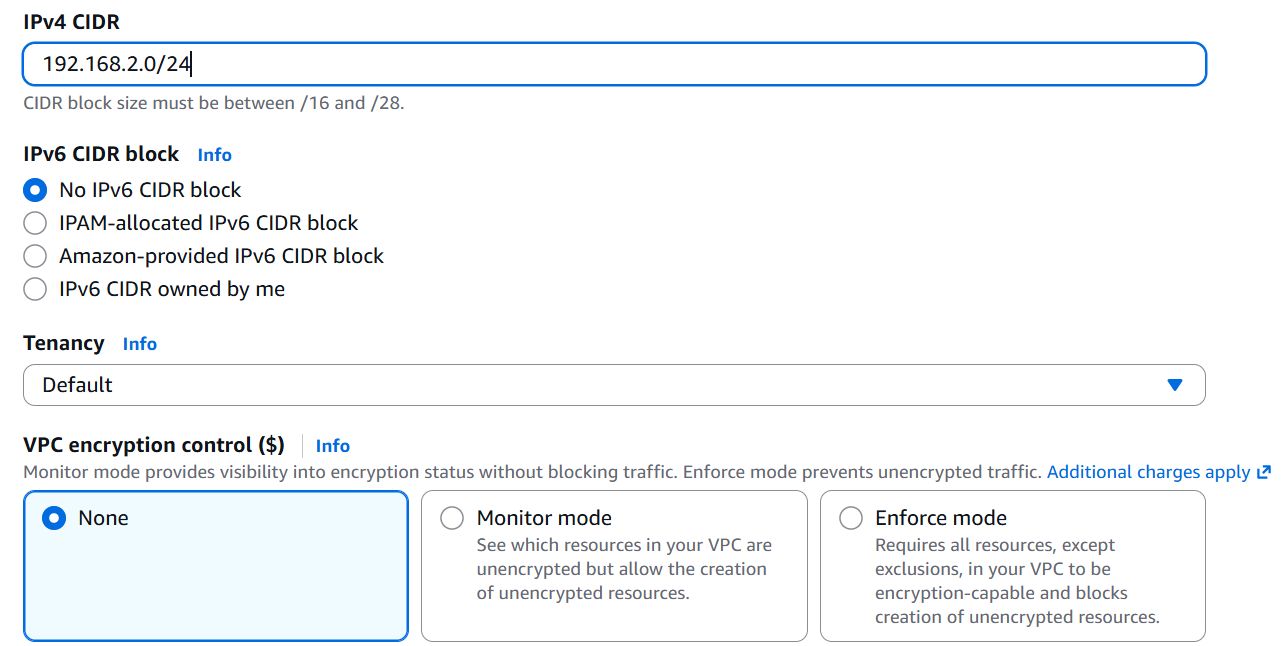 IPv4 CIDR
192.168.2.0/24
CIDR block size must be between /16 and /28.
IPv6 CIDR block Info
No IPv6 CIDR block
IPAM-allocated IPv6 CIDR block
Amazon-provided IPv6 CIDR block
IPv6 CIDR owned by me
Tenancy Info
Default
VPC encryption control ($) Info
Monitor mode provides visibility into encryption status without blocking traffic. Enforce mode prevents unencrypted traffic. Additional charges apply
None
Monitor mode
See which resources in your VPC are
unencrypted but allow the creation
of unencrypted resources.
Enforce mode
Requires all resources, except
exclusions, in your VPC to be
encryption-capable and blocks
creation of unencrypted resources.